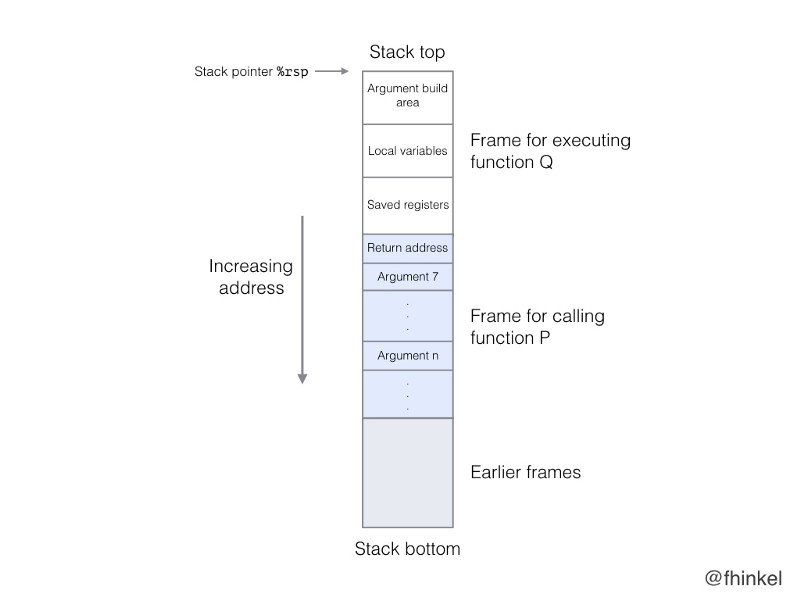 Stack top
Stack pointer %rsp
Argument build
area
Local variables
Frame for executing
function Q
Saved registers
Return address
Increasing
address
Argument 7
.
.
.
Frame for calling
function P
Argument n
.
.
.
Earlier frames
Stack bottom
@fhinkel